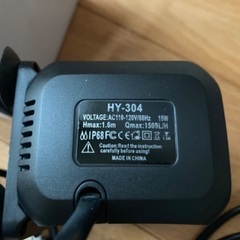 HY-304
VOLTAGE:AC110-120V/60Hz 15W
Hmax:1.6m Qmax:1500L/H
IP68
Caution: Read the instruction
carefully before using!
MADE IN CHINA